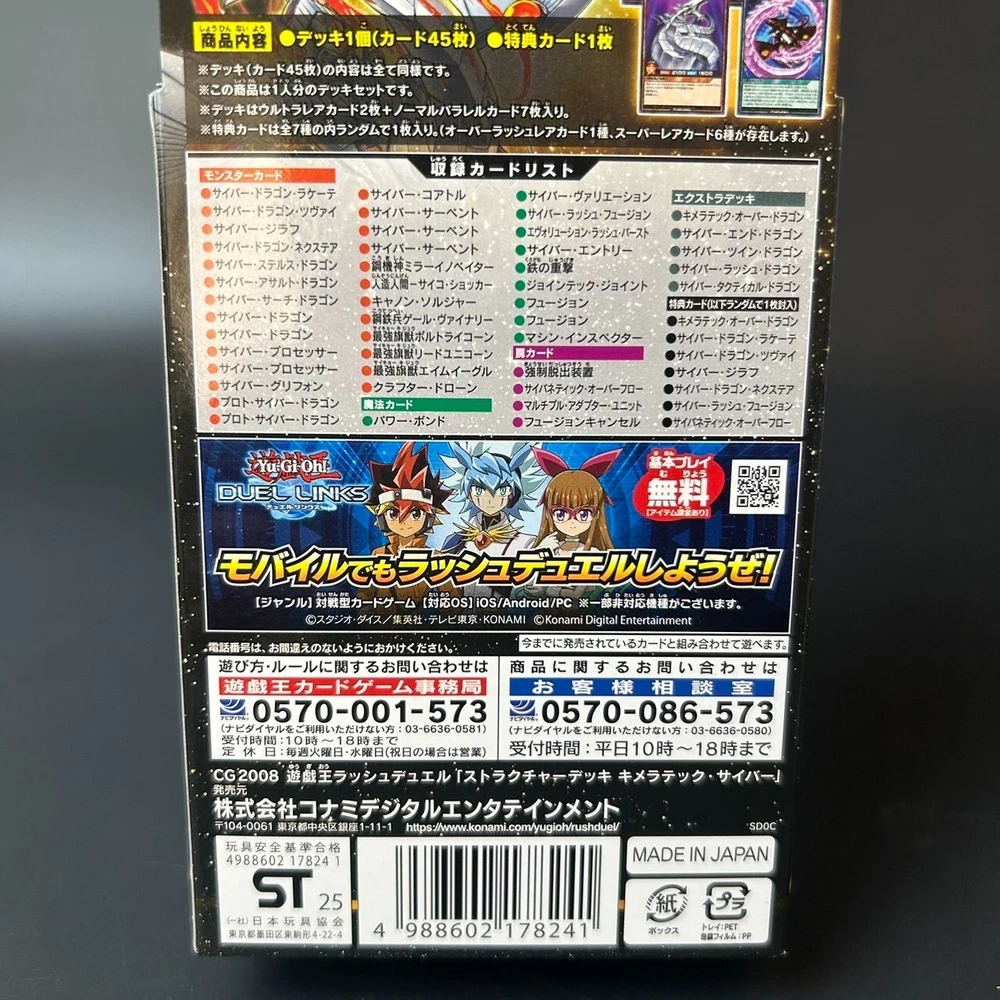 商品内容 ●デッキ1個(カード45枚) ●特典カード1枚
※デッキ(カード45枚)の内容は全て同様です。
※この商品は1人分のデッキセットです。
※デッキはウルトラレアカード2枚+ノーマルパラレルカード7枚入り。
※特典カードは全7種の内ランダムで1枚入り。(オーバーラッシュレアカード1種、スーパーレアカード6種が存在します。)
収録カードリスト
モンスターカード
●サイバー・ドラゴン・ラケーテ
●サイバー・ドラゴン・ツヴァイ
●サイバー・ジラフ
●サイバー・ドラゴン・ネクステア
●サイバー・ステルス・ドラゴン
●サイバー・アサルト・ドラゴン
●サイバー・サーチ・ドラゴン
●サイバー・ドラゴン
●サイバー・ドラゴン
●サイバー・プロセッサー
●サイバー・プロセッサー
●サイバー・グリフォン
●プロト・サイバー・ドラゴン
●プロト・サイバー・ドラゴン
●サイバー・コアトル
●サイバー・サーペント
●サイバー・サーペント
●サイバー・サーペント
●鋼機神ミラーイノベイター
●人造人間-サイコ・ショッカー
●キャノン・ソルジャー
●鋼鉄兵ゲール・ヴァイナリー
●最強旗獣ボルトライコーン
●最強旗獣リードユニコーン
●最強旗獣エイムイーグル
●クラフター・ドローン
魔法カード
●パワー・ボンド
●サイバー・ヴァリエーション
●サイバー・ラッシュ・フュージョン
●エヴォリューション・ラッシュ・バースト
●サイバー・エントリー
●鉄の重撃
●ジョインテック・ジョイント
●フュージョン
●フュージョン
●マシン・インスペクター
罠カード
●強制脱出装置
●サイバネティック・オーバーフロー
●マルチプル・アダプター・ユニット
●フュージョンキャンセル
エクストラデッキ
●キメラテック・オーバー・ドラゴン
●サイバー・エンド・ドラゴン
●サイバー・ツイン・ドラゴン
●サイバー・ラッシュ・ドラゴン
●サイバー・タクティカル・ドラゴン
特典カード(以下ランダムで1枚封入)
●キメラテック・オーバー・ドラゴン
●サイバー・ドラゴン・ラケーテ
●サイバー・ドラゴン・ツヴァイ
●サイバー・ジラフ
●サイバー・ドラゴン・ネクステア
●サイバー・ラッシュ・フュージョン
●サイバネティック・オーバーフロー
遊戯王
Yu-Gi-Oh!
DUEL LINKS
デュエルリンクス
基本プレイ
無料
[アイテム課金あり]
モバイルでもラッシュデュエルしようぜ!
【ジャンル】対戦型カードゲーム 【対応OS】iOS/Android/PC ※一部非対応機種がございます。
©スタジオ・ダイス/集英社・テレビ東京・KONAMI ©Konami Digital Entertainment
電話番号は、お間違えのないようにおかけください。
今までに発売されているカードと組み合わせて遊べます。
遊び方・ルールに関するお問い合わせは
遊戯王カードゲーム事務局
ナビダイヤル 0570-001-573
(ナビダイヤルをご利用いただけない方:03-6636-0581)
受付時間:10時〜18時まで
定休日:毎週火曜日・水曜日(祝日の場合は営業)
商品に関するお問い合わせは
お客様相談室
ナビダイヤル 0570-086-573
(ナビダイヤルをご利用いただけない方:03-6636-0580)
受付時間:平日10時〜18時まで
CG2008 遊戯王ラッシュデュエル「ストラクチャーデッキ キメラテック・サイバー」
発売元
株式会社コナミデジタルエンタテインメント
〒104-0061 東京都中央区銀座1-11-1 https://www.konami.com/yugioh/rushduel/
SD0C
玩具安全基準合格
4988602 17824 1
ST 25
(一社)日本玩具協会
東京都墨田区東駒形4-22-4
4 988602 178241
MADE IN JAPAN
紙
ボックス
プラ
トレイ:PET
包装フィルム:PP